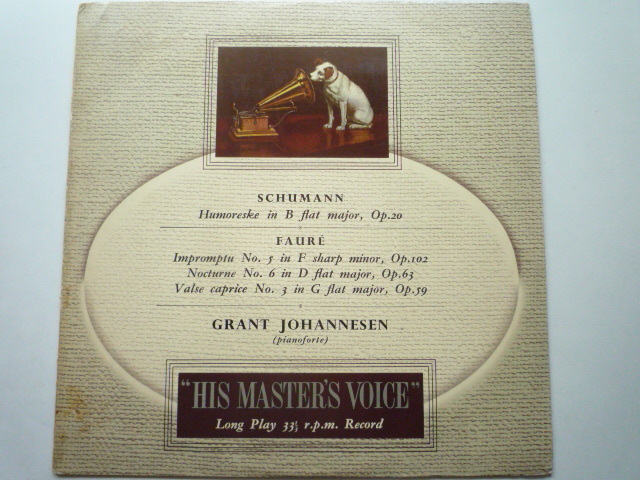 SCHUMANN
Humoreske in B flat major, Op.20
FAURÉ
Impromptu No. 5 in F sharp minor, Op.102
Nocturne No. 6 in D flat major, Op.63
Valse caprice No. 3 in G flat major, Op.59
GRANT JOHANNESEN
(pianoforte)
"HIS MASTER'S VOICE"
Long Play 33⅓ r.p.m. Record